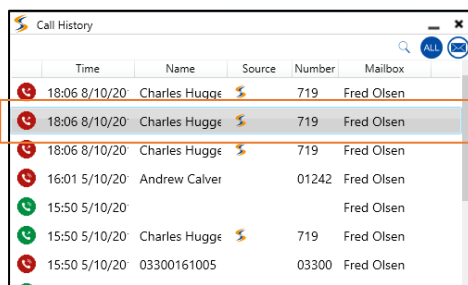 Call History
ALL
Time Name Source Number Mailbox
18:06 8/10/20 Charles Hugge 719 Fred Olsen
18:06 8/10/20 Charles Hugge 719 Fred Olsen
18:06 8/10/20 Charles Hugge 719 Fred Olsen
16:01 5/10/20 Andrew Calver 01242 Fred Olsen
15:50 5/10/20 Fred Olsen
15:50 5/10/20 Charles Hugge 719 Fred Olsen
15:50 5/10/20 03300161005 03300 Fred Olsen